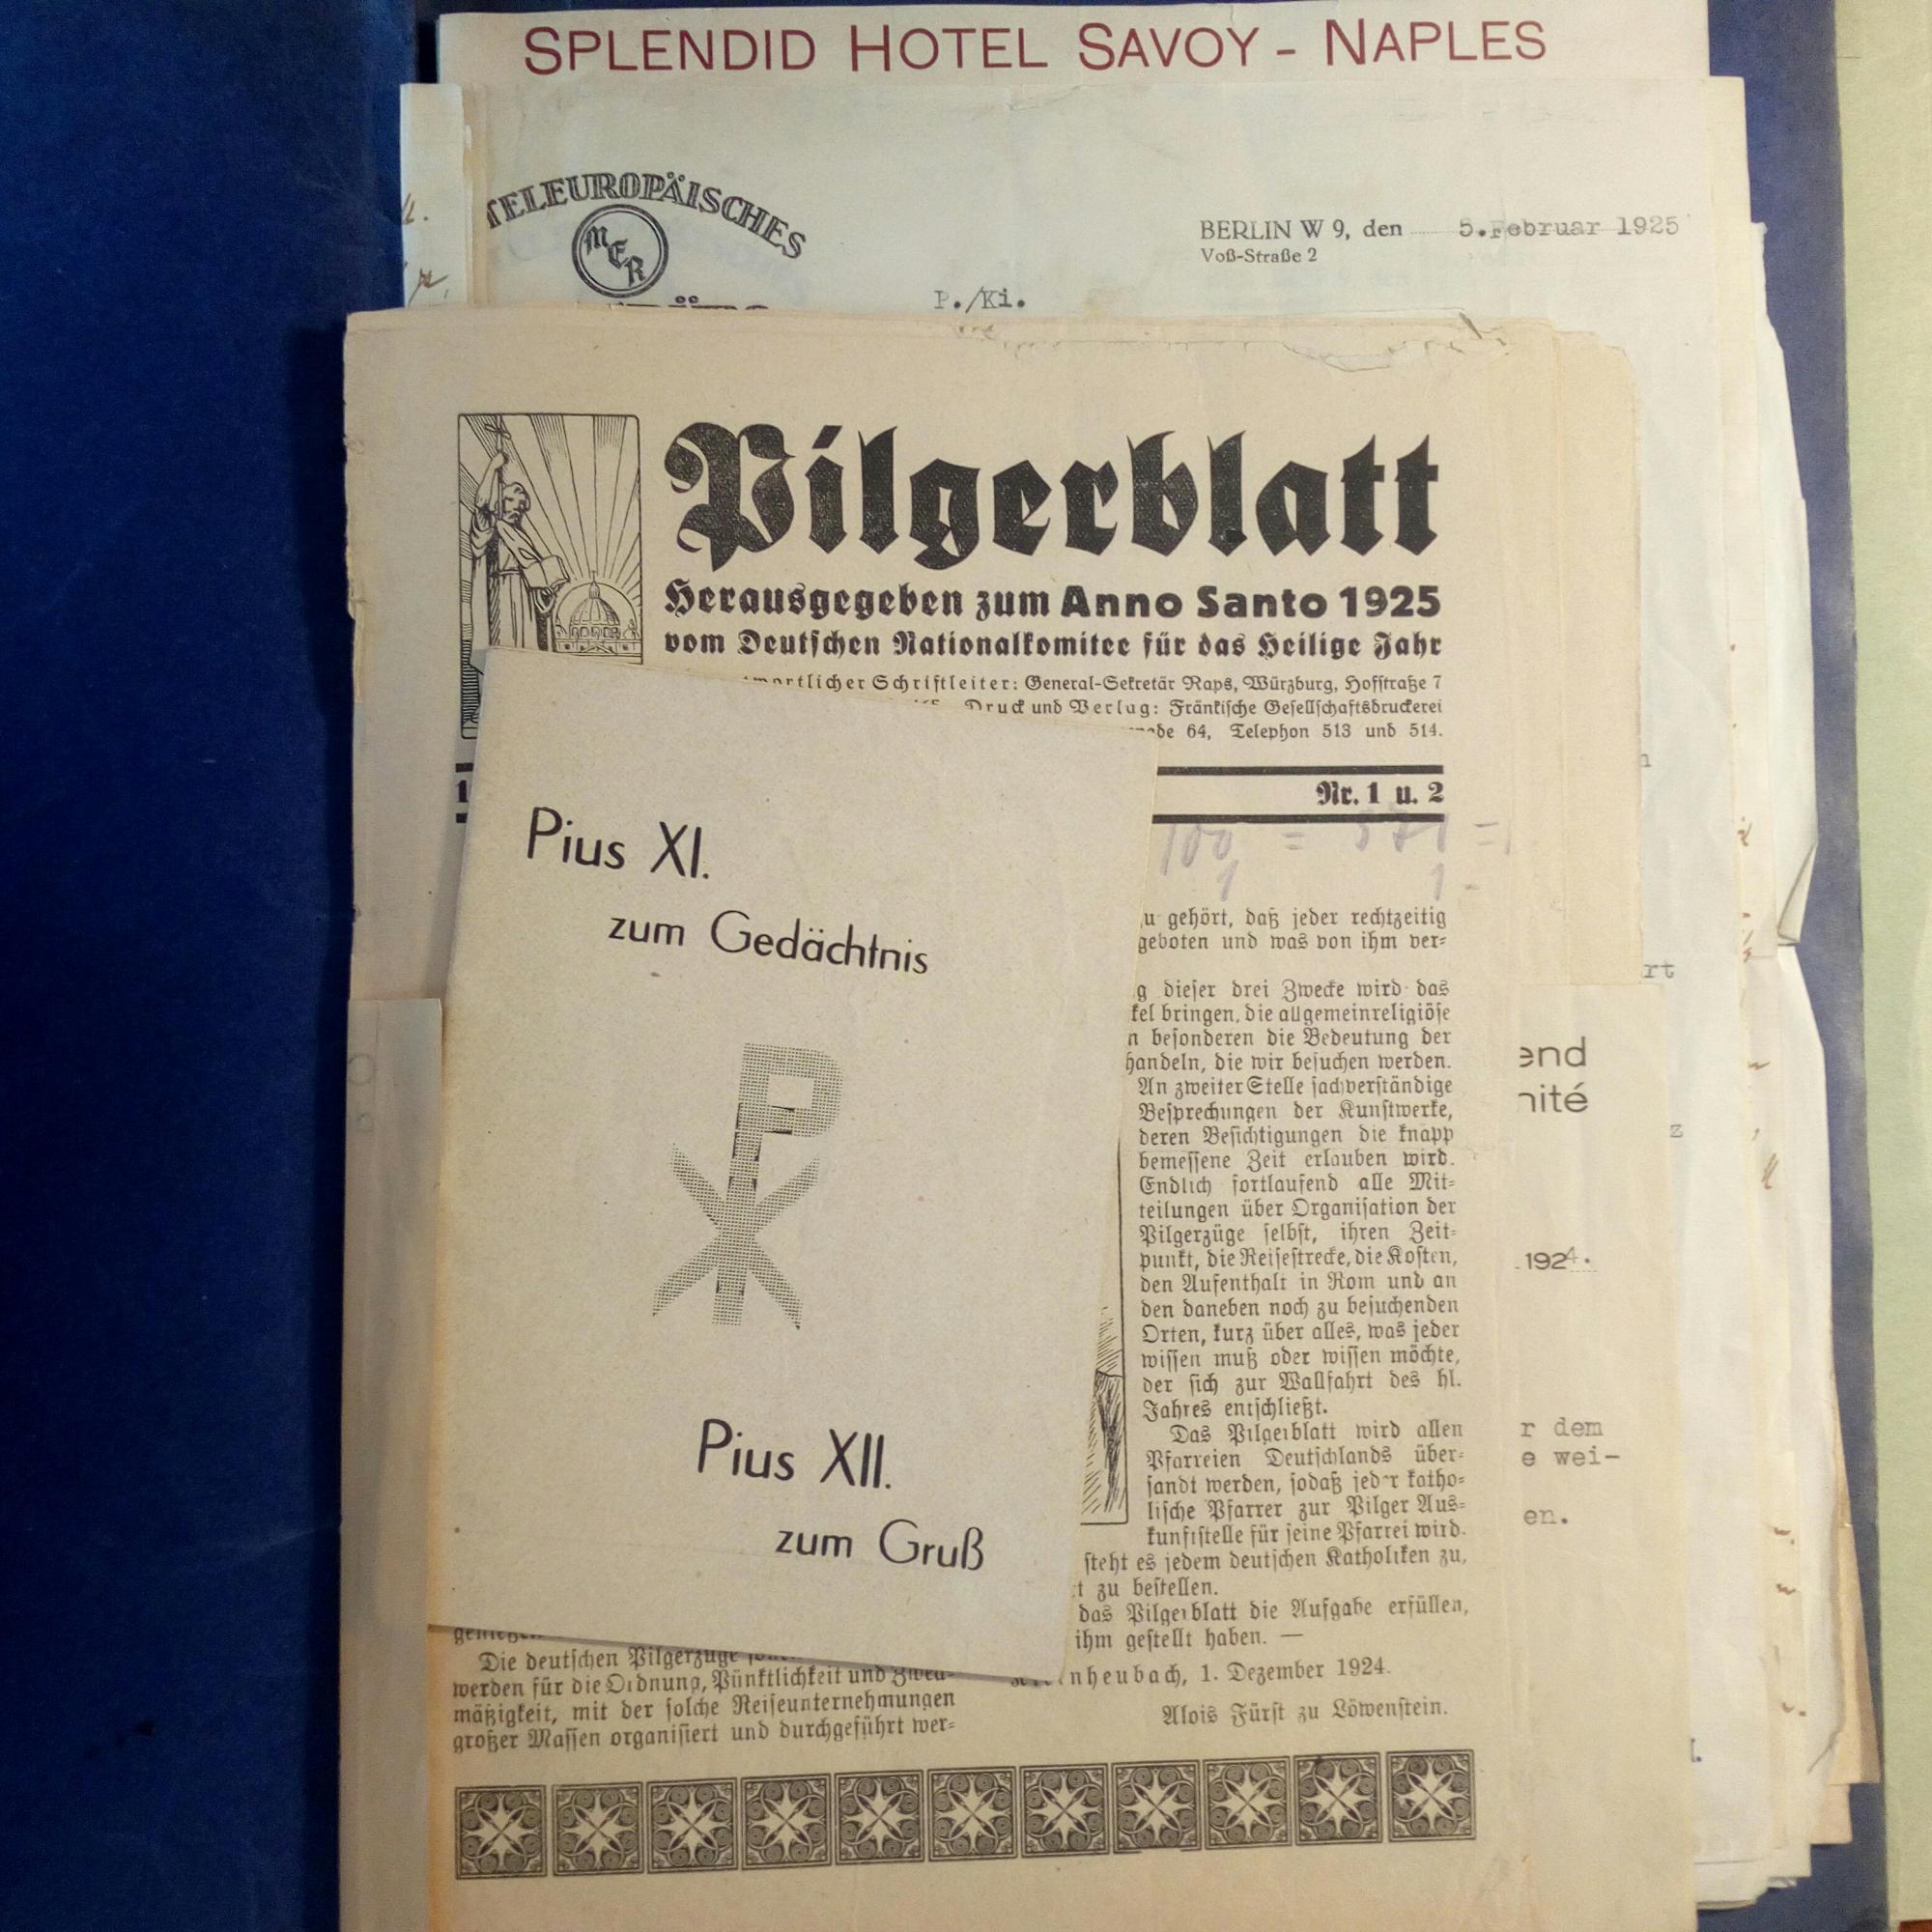 SPLENDID HOTEL SAVOY - NAPLES
TELEUROPÄISCHES
MER
BERLIN W 9, den 5.Februar 1925
Voß-Straße 2
P./Ki.
Pilgerblatt
Herausgegeben zum Anno Santo 1925
vom Deutschen Nationalkomitee für das Heilige Jahr
wortlicher Schriftleiter: General-Sekretär Raps, Würzburg, Hofstraße 7
Druck und Verlag: Fränkische Gesellschaftsdruckerei
64, Telephon 513 und 514.
1
Nr. 1 u. 2
Pius XI.
zum Gedächtnis
Pius XII.
zum Gruß
u gehört, daß jeder rechtzeitig
geboten und was von ihm ver-
g dieser drei Zwecke wird das
kel bringen, die allgemeinreligiöse
n besonderen die Bedeutung der
handeln, die wir besuchen werden.
An zweiter Stelle sachverständige
Besprechungen der Kunstwerke,
deren Besichtigungen die knapp
bemessene Zeit erlauben wird.
Endlich fortlaufend alle Mit-
teilungen über Organisation der
Pilgerzüge selbst, ihren Zeit-
punkt, die Reisestrecke, die Kosten,
den Aufenthalt in Rom und an
den daneben noch zu besuchenden
Orten, kurz über alles, was jeder
wissen muß oder wissen möchte,
der sich zur Wallfahrt des hl.
Jahres entschließt.
Das Pilgerblatt wird allen
Pfarreien Deutschlands über-
sandt werden, sodaß jeder katho-
lische Pfarrer zur Pilger Aus-
kunftstelle für seine Pfarrei wird.
steht es jedem deutschen Katholiken zu,
t zu bestellen.
das Pilgerblatt die Aufgabe erfüllen,
ihm gestellt haben. —
nheubach, 1. Dezember 1924.
Alois Fürst zu Löwenstein.
Die deutschen Pilgerzüge
werden für die Ordnung, Pünktlichkeit und Zweck-
mäßigkeit, mit der solche Reiseunternehmungen
großer Massen organisiert und durchgeführt wer-
rt
end
nité
z
1924.
r dem
e wei-
en.